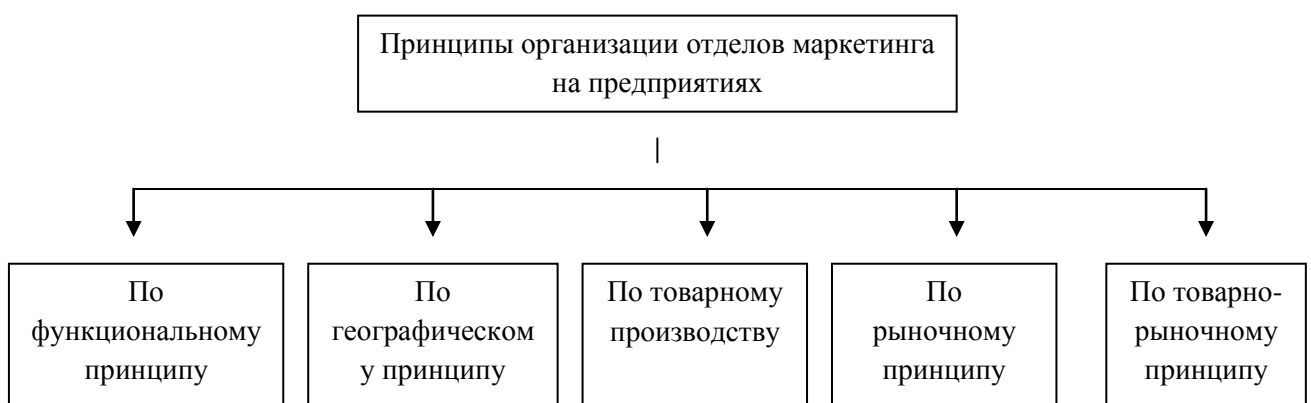 Принципы организации отделов маркетинга
на предприятиях
По
функциональному
принципу
По
географическом
у принципу
По товарному
производству
По
рыночному
принципу
По товарно-
рыночному
принципу